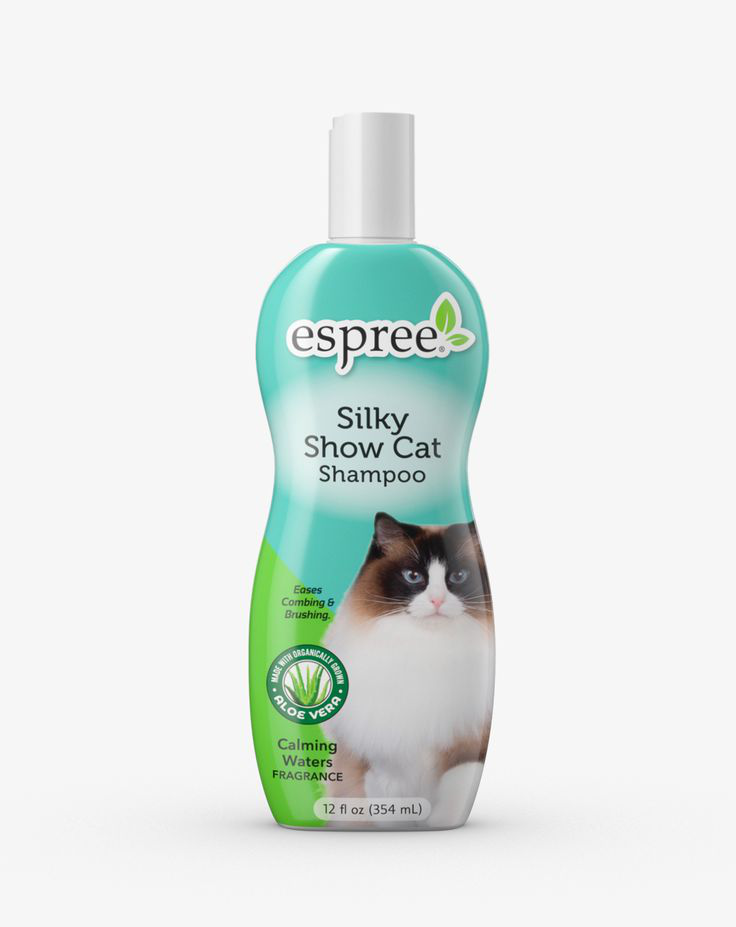 espree®
Silky
Show Cat
Shampoo
Eases
Combing &
Brushing.
MADE WITH ORGANICALLY GROWN
• ALOE VERA •
Calming
Waters
FRAGRANCE
12 fl oz (354 mL)